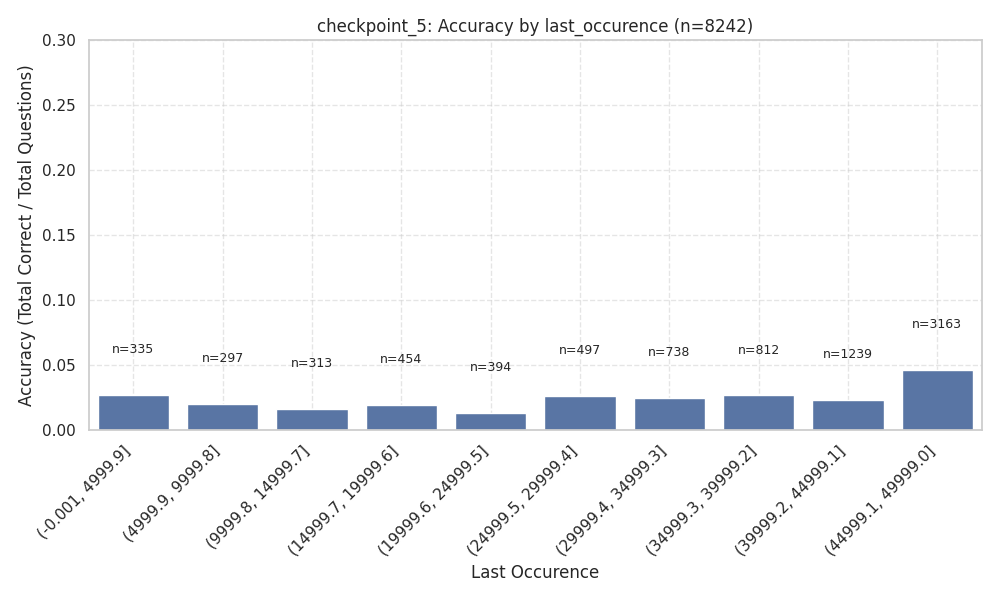 checkpoint_5: Accuracy by last_occurence (n=8242)
Accuracy (Total Correct / Total Questions)
0.30
0.25
0.20
0.15
0.10
0.05
0.00
n=335
n=297
n=313
n=454
n=394
n=497
n=738
n=812
n=1239
n=3163
(-0.001, 4999.9]
(4999.9, 9999.8]
(9999.8, 14999.7]
(14999.7, 19999.6]
(19999.6, 24999.5]
(24999.5, 29999.4]
(29999.4, 34999.3]
(34999.3, 39999.2]
(39999.2, 44999.1]
(44999.1, 49999.0]
Last Occurence